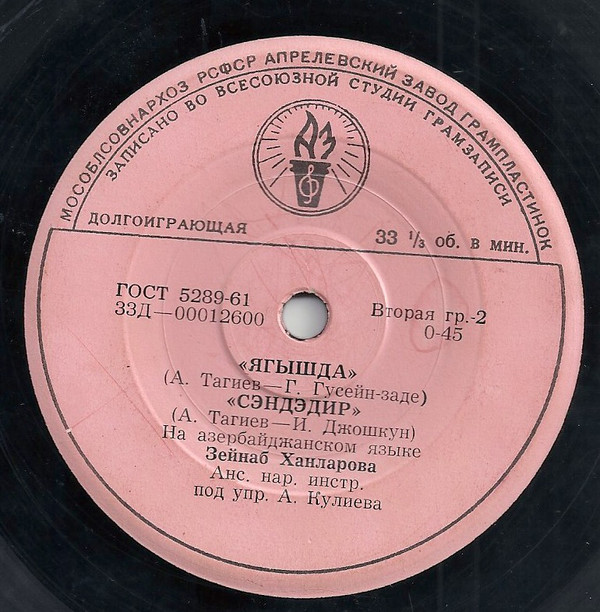 МОСОБЛСОВНАРХОЗ РСФСР АПРЕЛЕВСКИЙ ЗАВОД ГРАМПЛАСТИНОК
ЗАПИСАНО ВО ВСЕСОЮЗНОЙ СТУДИИ ГРАМЗАПИСИ
АЗ
ДОЛГОИГРАЮЩАЯ
33 ⅓ об. в мин.
ГОСТ 5289-61
33Д—00012600
Вторая гр.-2
0-45
«ЯГЫШДА»
(А. Тагиев—Г. Гусейн-заде)
«СЭНДЭДИР»
(А. Тагиев—И. Джошкун)
На азербайджанском языке
Зейнаб Ханларова
Анс. нар. инстр.
под упр. А. Кулиева